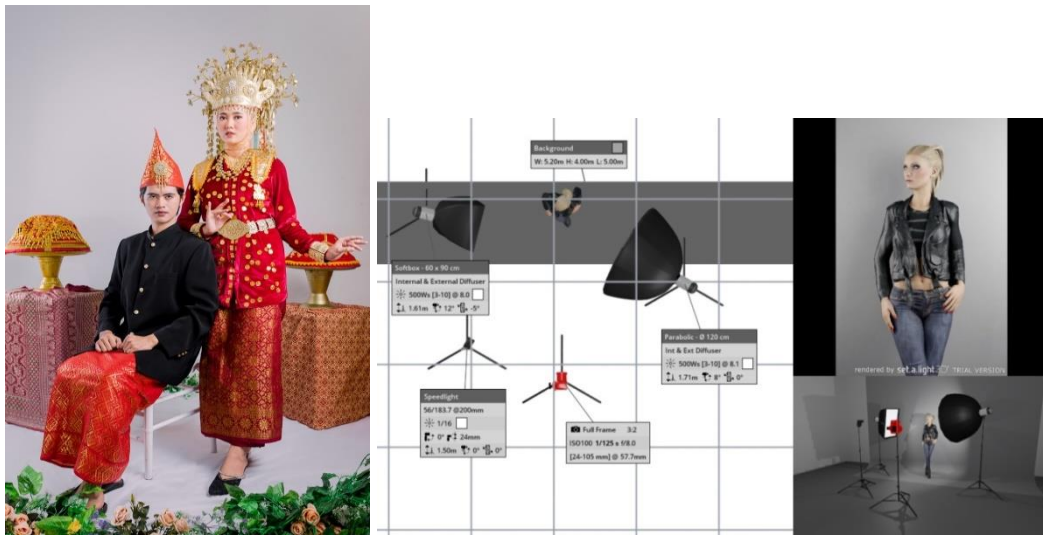 Background
W: 5.20m H: 4.00m L: 5.00m
Softbox - 60 x 90 cm
Internal & External Diffuser
500Ws [3-10] @ 8.0
1.61m 12° -5°
Parabolic - Ø 120 cm
Int & Ext Diffuser
500Ws [3-10] @ 8.1
1.71m 8° 0°
Speedlight
56/183.7 @200mm
1/16
0° 24mm
1.50m 0° 0°
Full Frame 3:2
ISO100 1/125 s f/8.0
[24-105 mm] @ 57.7mm
rendered by set.a.light 3D TRIAL VERSION